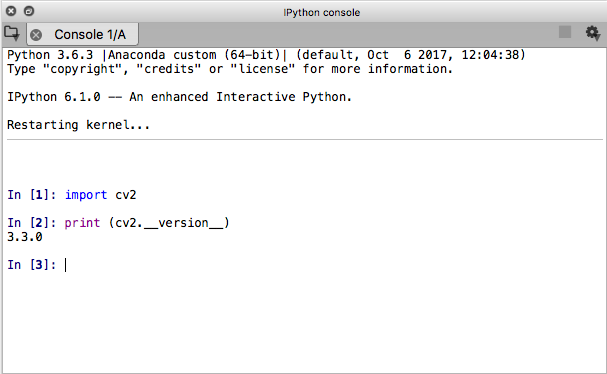 IPython console
Console 1/A
Python 3.6.3 |Anaconda custom (64-bit)| (default, Oct  6 2017, 12:04:38)
Type "copyright", "credits" or "license" for more information.
IPython 6.1.0 -- An enhanced Interactive Python.
Restarting kernel...
In [1]: import cv2
In [2]: print (cv2.__version__)
3.3.0
In [3]: